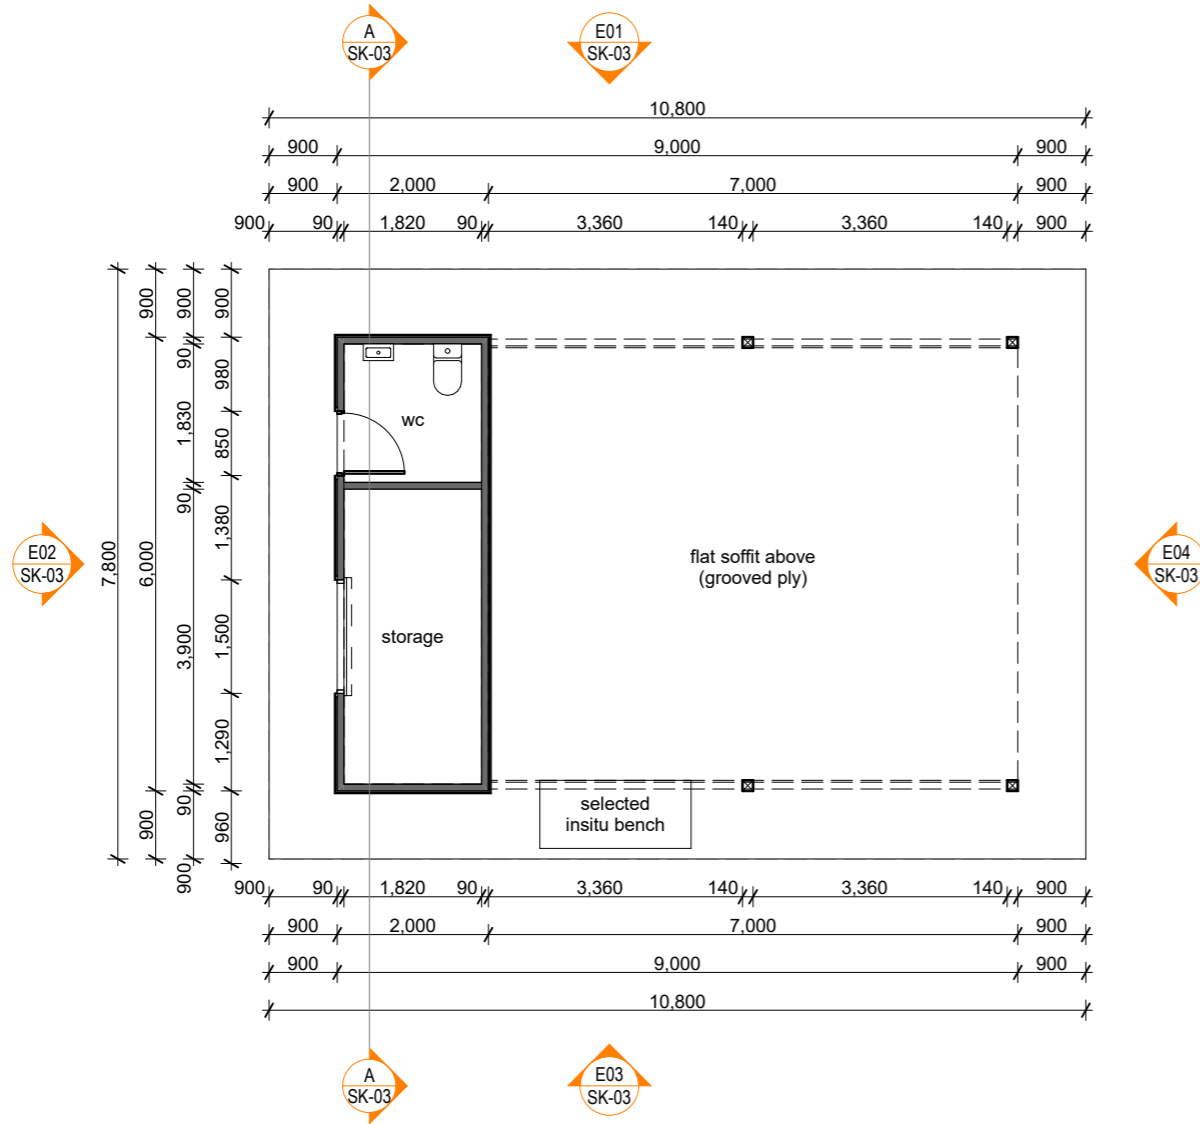 A
SK-03
E01
SK-03
10,800
900 9,000 900
900 2,000 7,000 900
900 90 1,820 90 3,360 140 3,360 140 900
7,800
900 6,000 900
900 90 1,830 90 3,900 90 900
900 980 850 1,380 1,500 1,290 960
wc
storage
flat soffit above
(grooved ply)
selected
insitu bench
E02
SK-03
E04
SK-03
900 90 1,820 90 3,360 140 3,360 140 900
900 2,000 7,000 900
900 9,000 900
10,800
A
SK-03
E03
SK-03